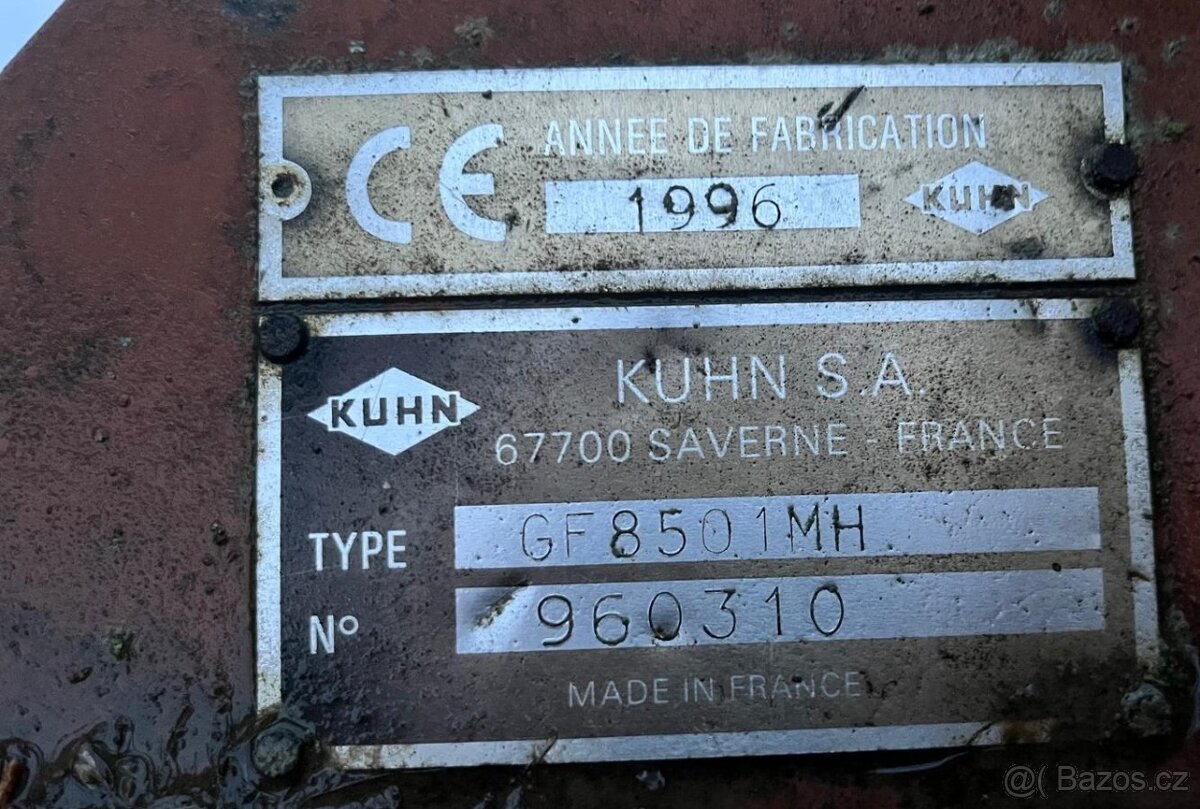 CE
ANNEE DE FABRICATION
1996
KUHN
KUHN
KUHN S.A.
67700 SAVERNE - FRANCE
TYPE GF8501MH
N° 960310
MADE IN FRANCE
@( Bazos.cz